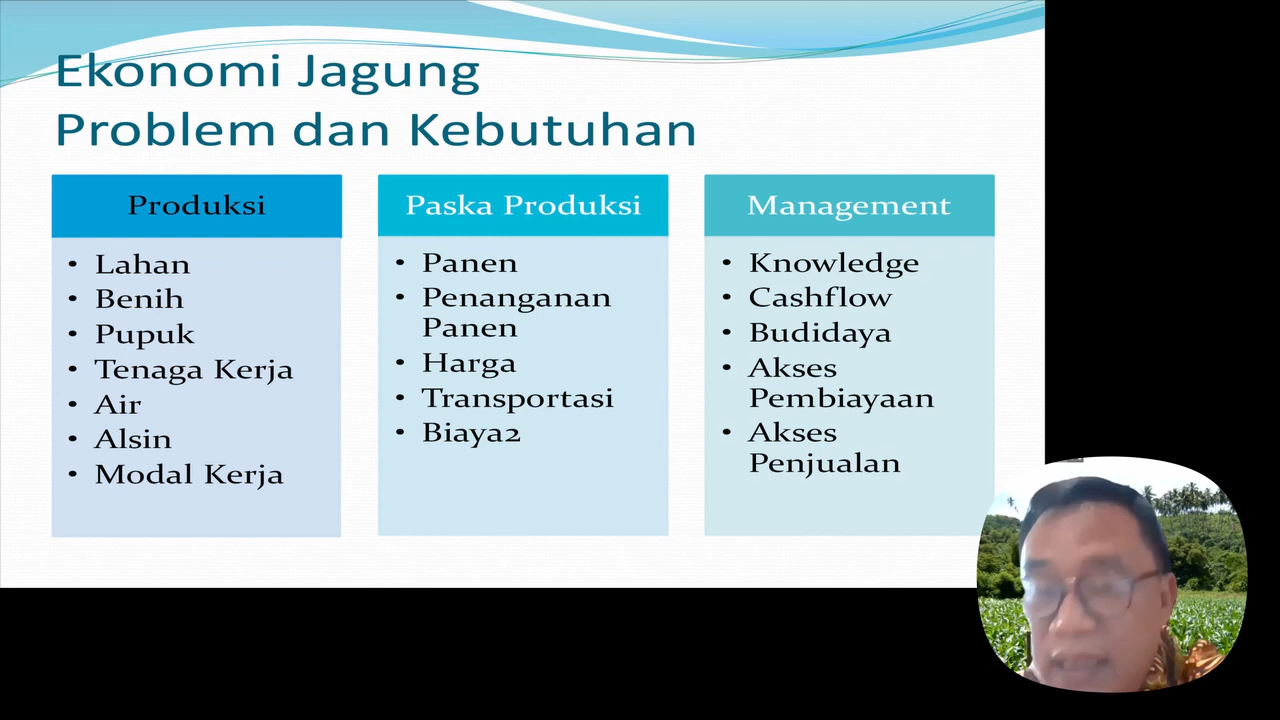 Ekonomi Jagung
Problem dan Kebutuhan
Produksi
• Lahan
• Benih
• Pupuk
• Tenaga Kerja
• Air
• Alsin
• Modal Kerja
Paska Produksi
• Panen
• Penanganan
Panen
• Harga
• Transportasi
• Biaya2
Management
• Knowledge
• Cashflow
• Budidaya
• Akses
Pembiayaan
• Akses
Penjualan